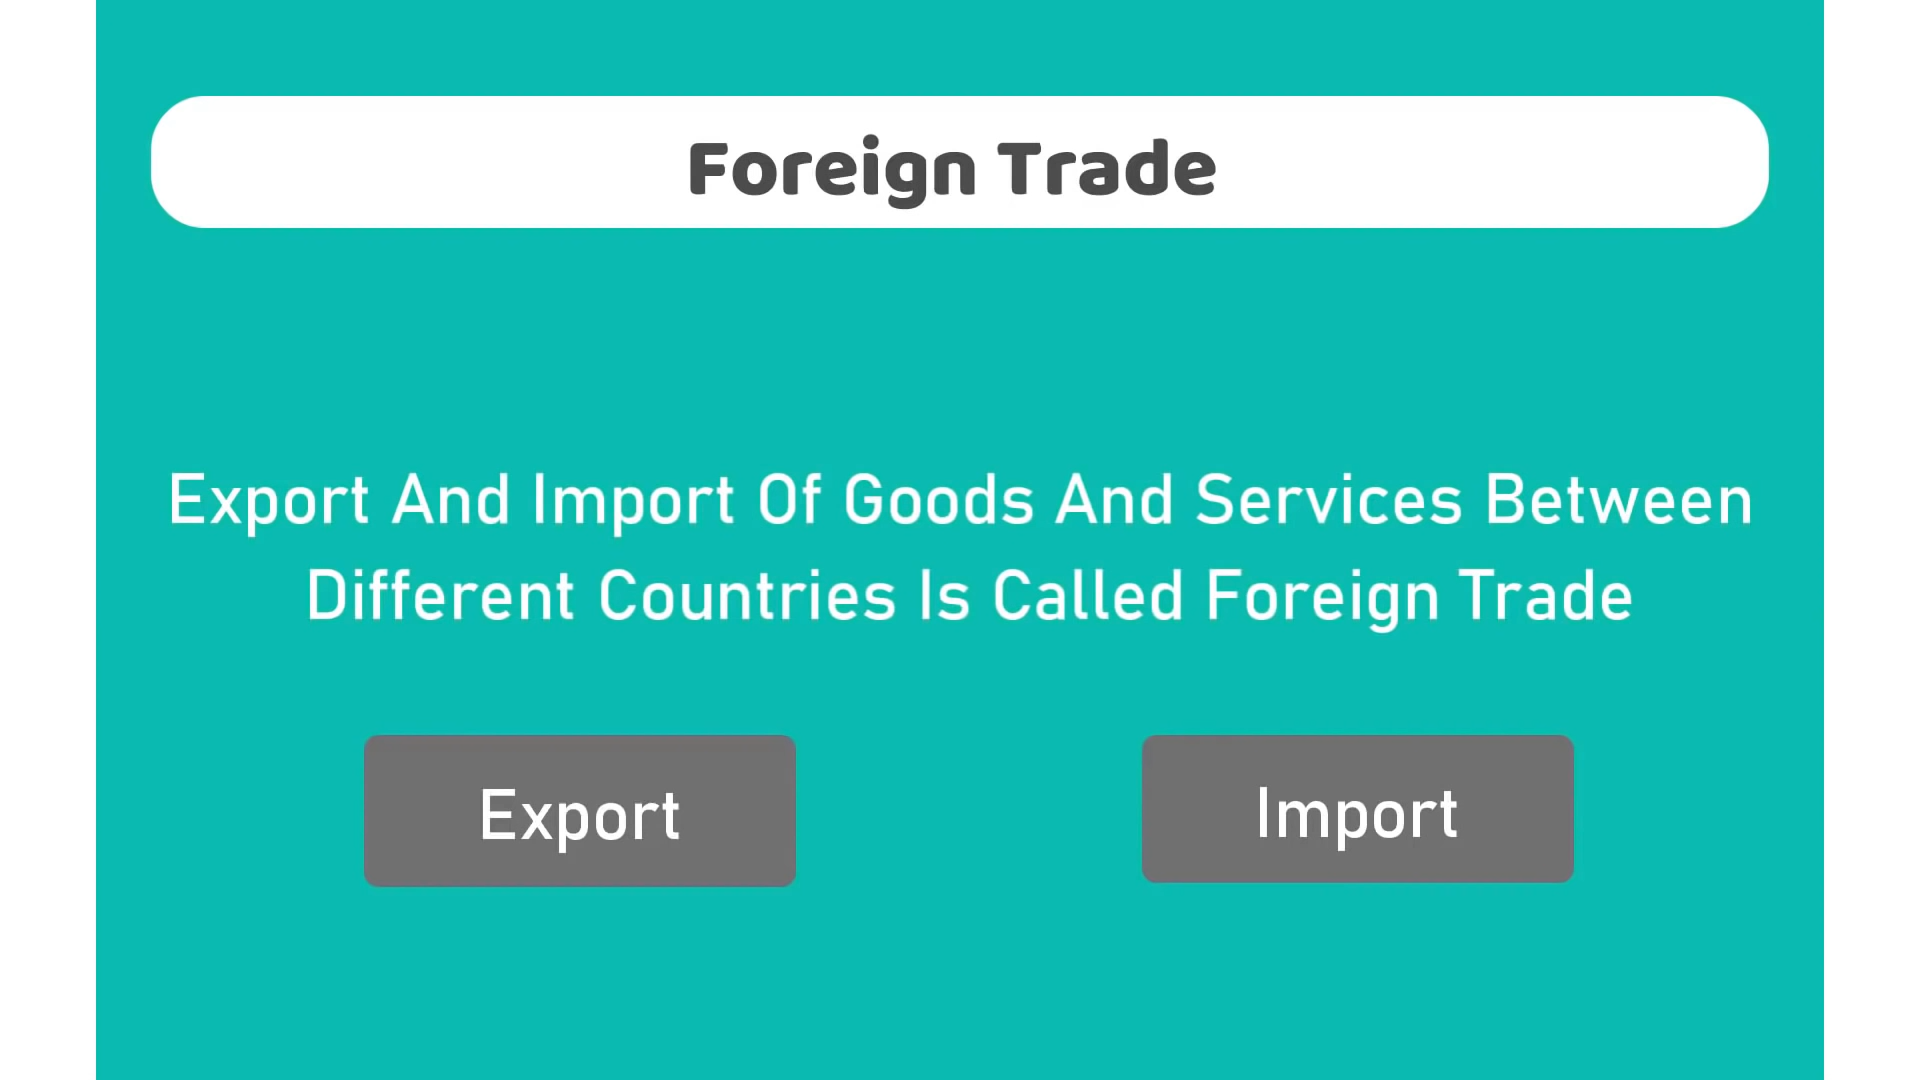 Foreign Trade
Export And Import Of Goods And Services Between
Different Countries Is Called Foreign Trade
Export
Import